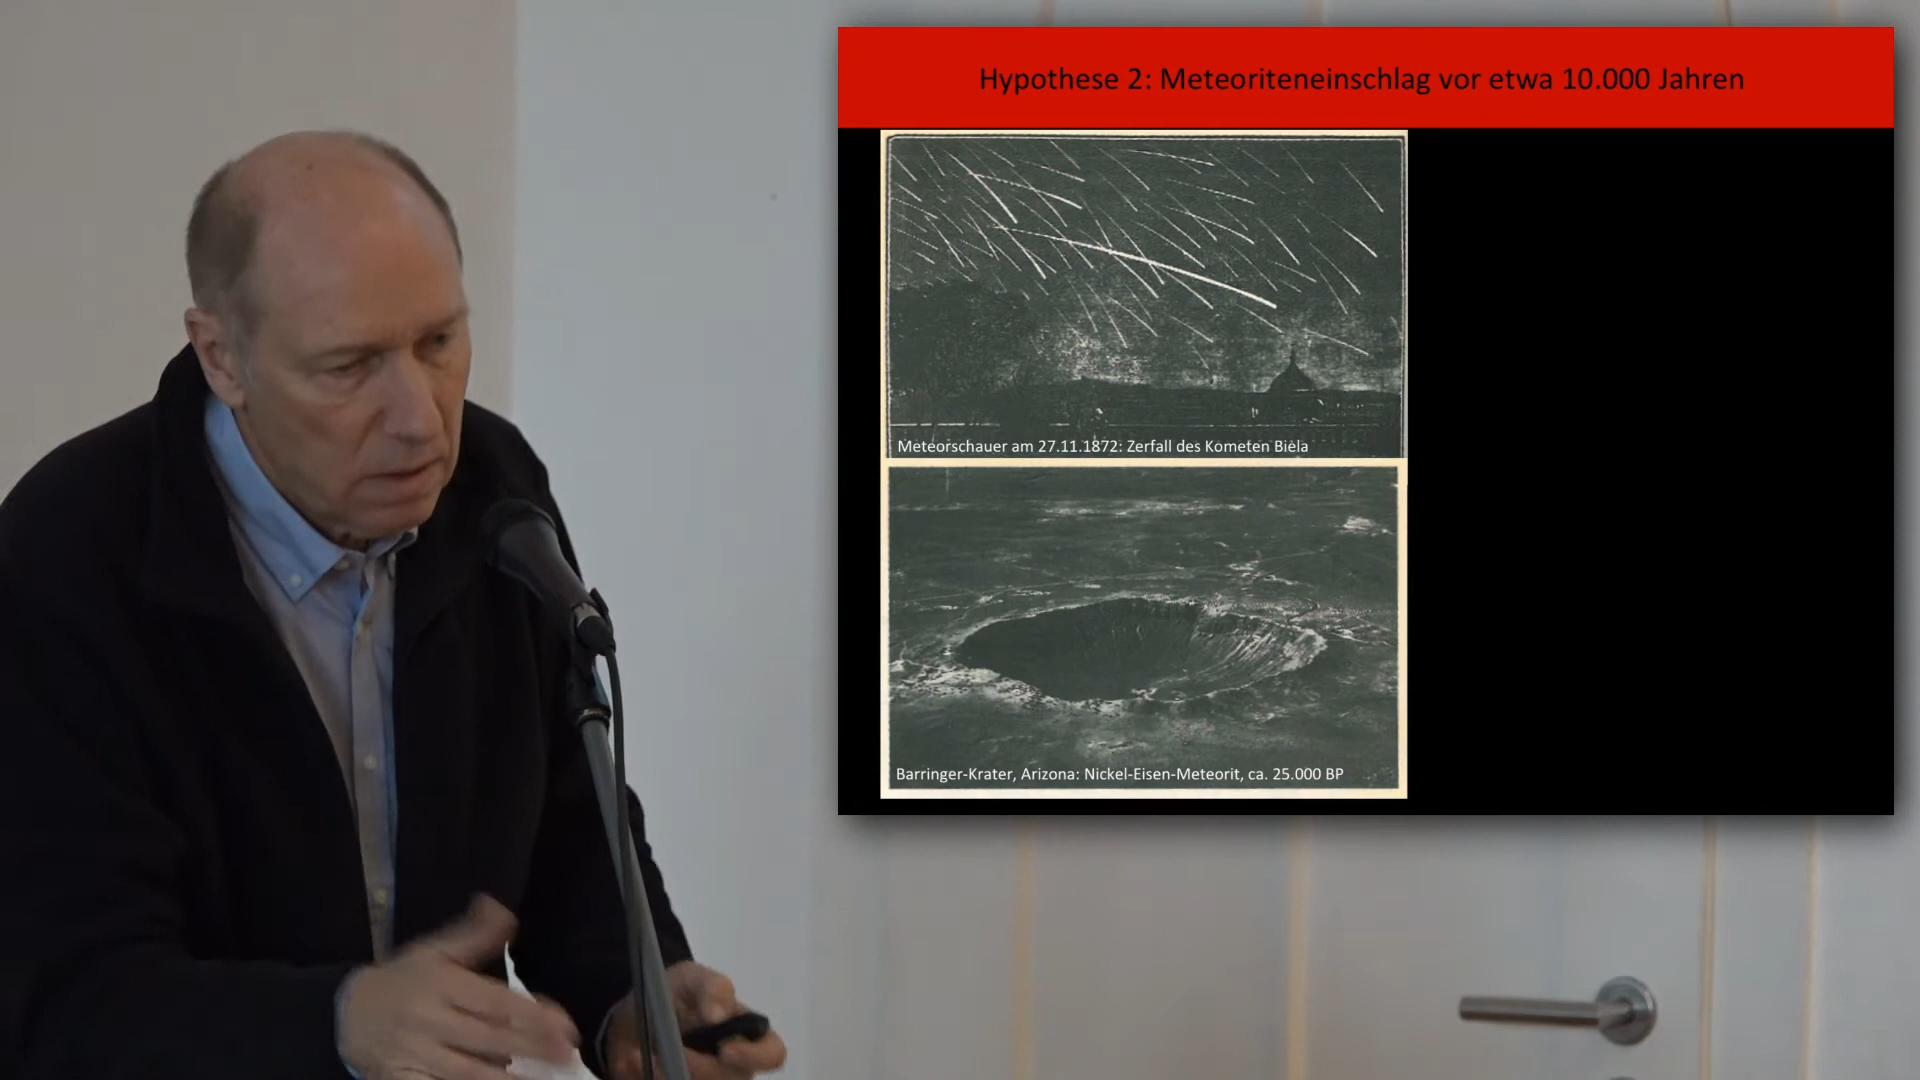 Hypothese 2: Meteoriteneinschlag vor etwa 10.000 Jahren
Meteorschauer am 27.11.1872: Zerfall des Kometen Biela
Barringer-Krater, Arizona: Nickel-Eisen-Meteorit, ca. 25.000 BP